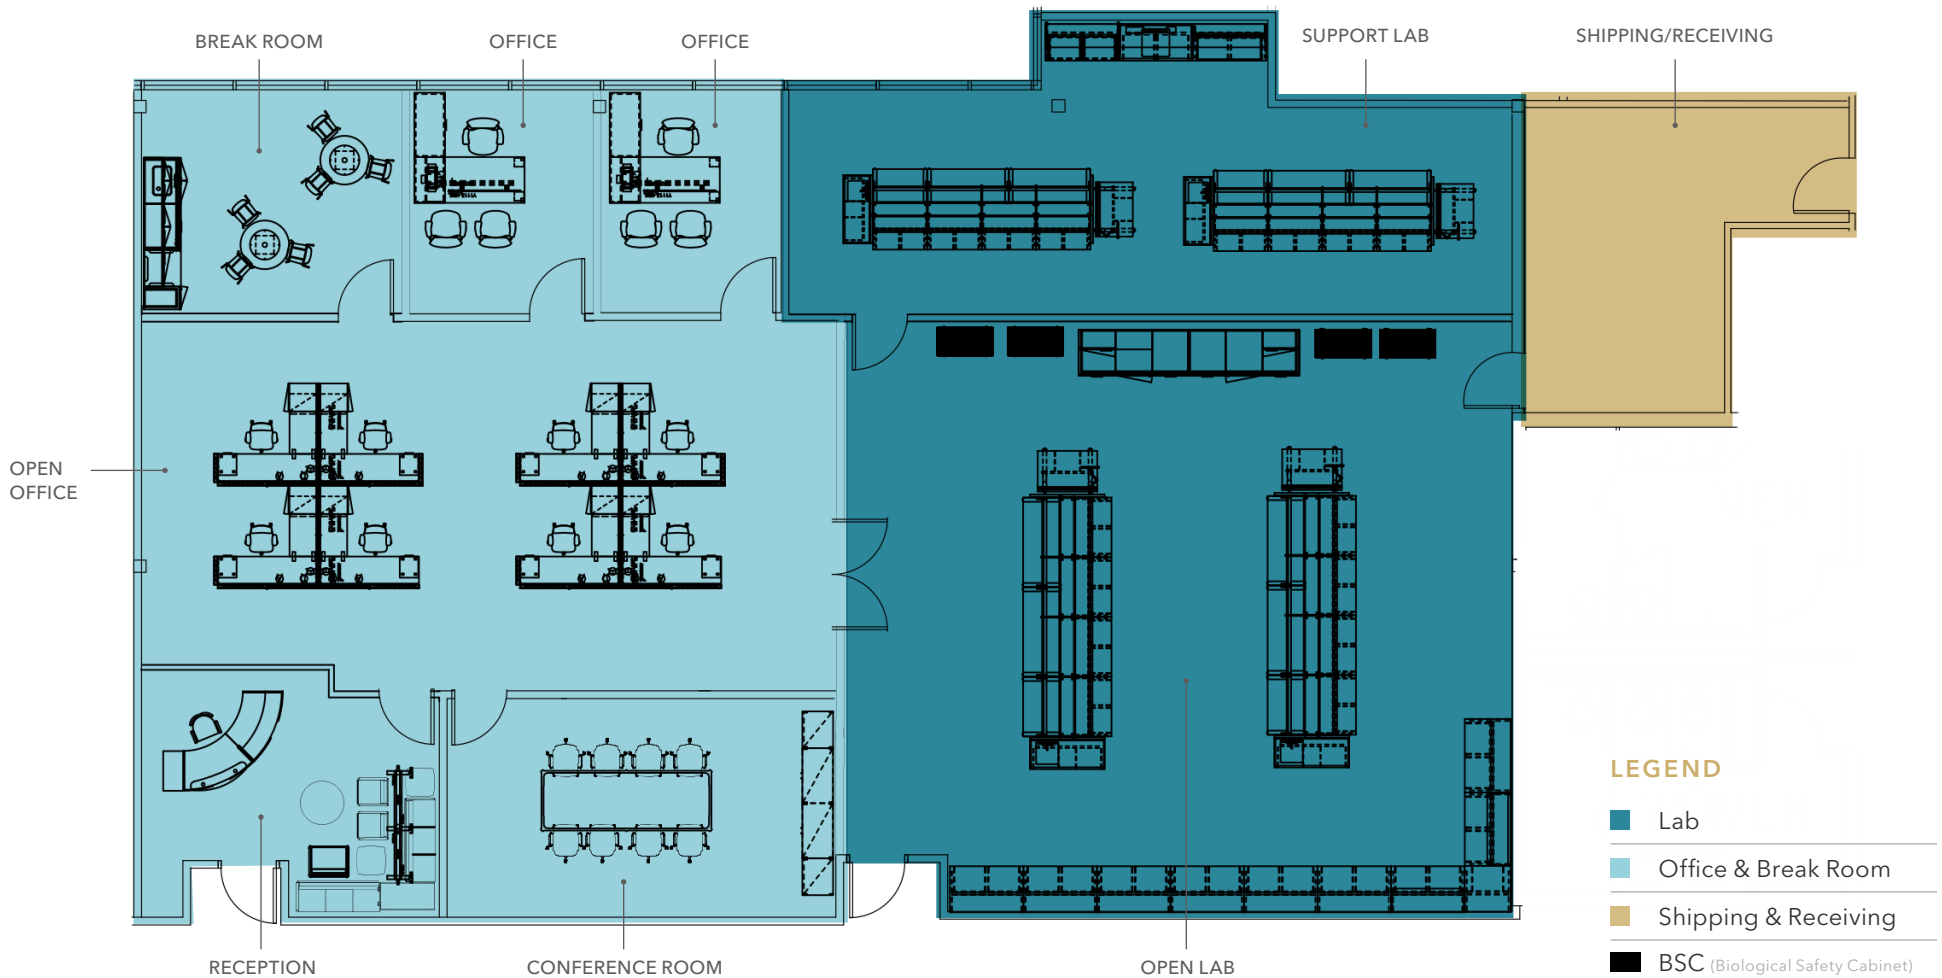 BREAK ROOM
OFFICE
OFFICE
SUPPORT LAB
SHIPPING/RECEIVING
OPEN
OFFICE
RECEPTION
CONFERENCE ROOM
OPEN LAB
LEGEND
Lab
Office & Break Room
Shipping & Receiving
BSC (Biological Safety Cabinet)